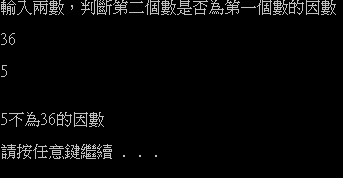 輸入兩數，判斷第二個數是否為第一個數的因數
36
5
5不為36的因數
請按任意鍵繼續 . . .